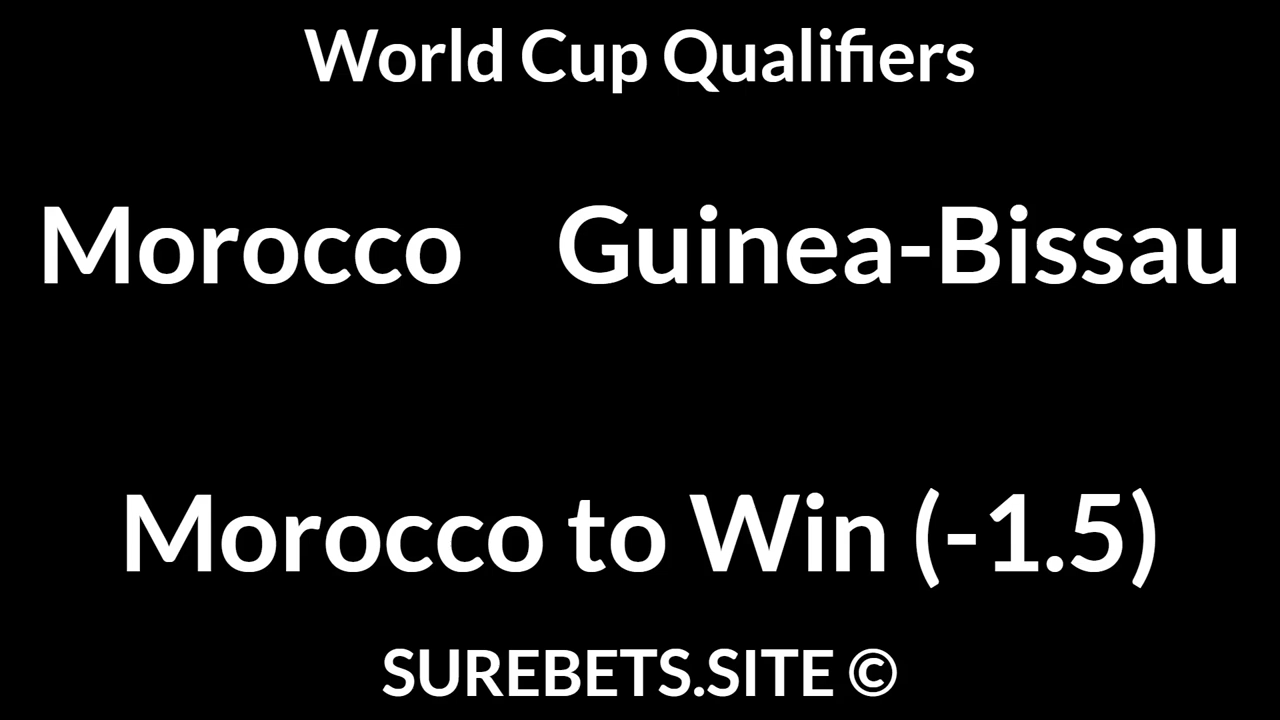 World Cup Qualifiers
Morocco Guinea-Bissau
Morocco to Win (-1.5)
SUREBETS.SITE ©